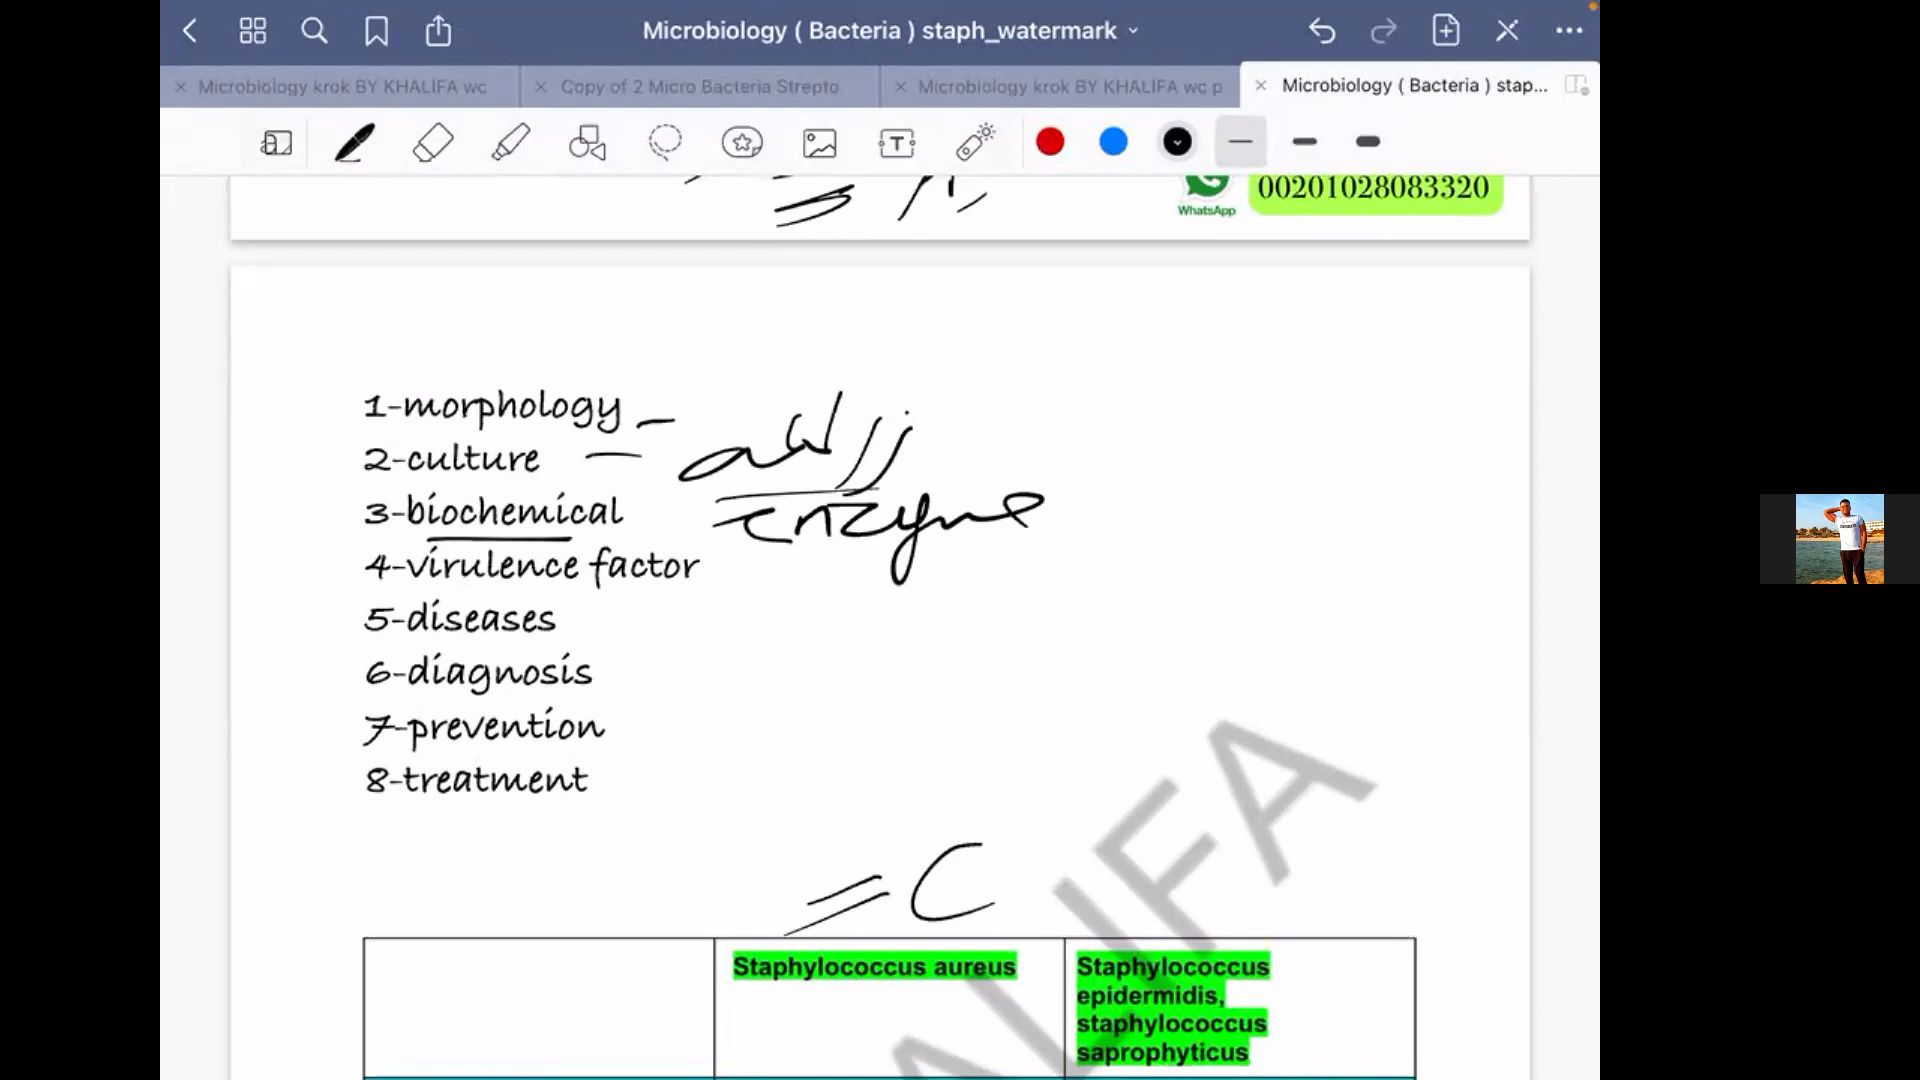 Microbiology ( Bacteria ) staph_watermark
Microbiology krok BY KHALIFA wc
Copy of 2 Micro Bacteria Strepto
Microbiology krok BY KHALIFA wc p
Microbiology ( Bacteria ) stap...
WhatsApp
00201028083320
1-morphology
2-culture
3-biochemical
enzyme
4-virulence factor
5-diseases
6-diagnosis
7-prevention
8-treatment
= C
Staphylococcus aureus
Staphylococcus
epidermidis,
staphylococcus
saprophyticus
ALIFA